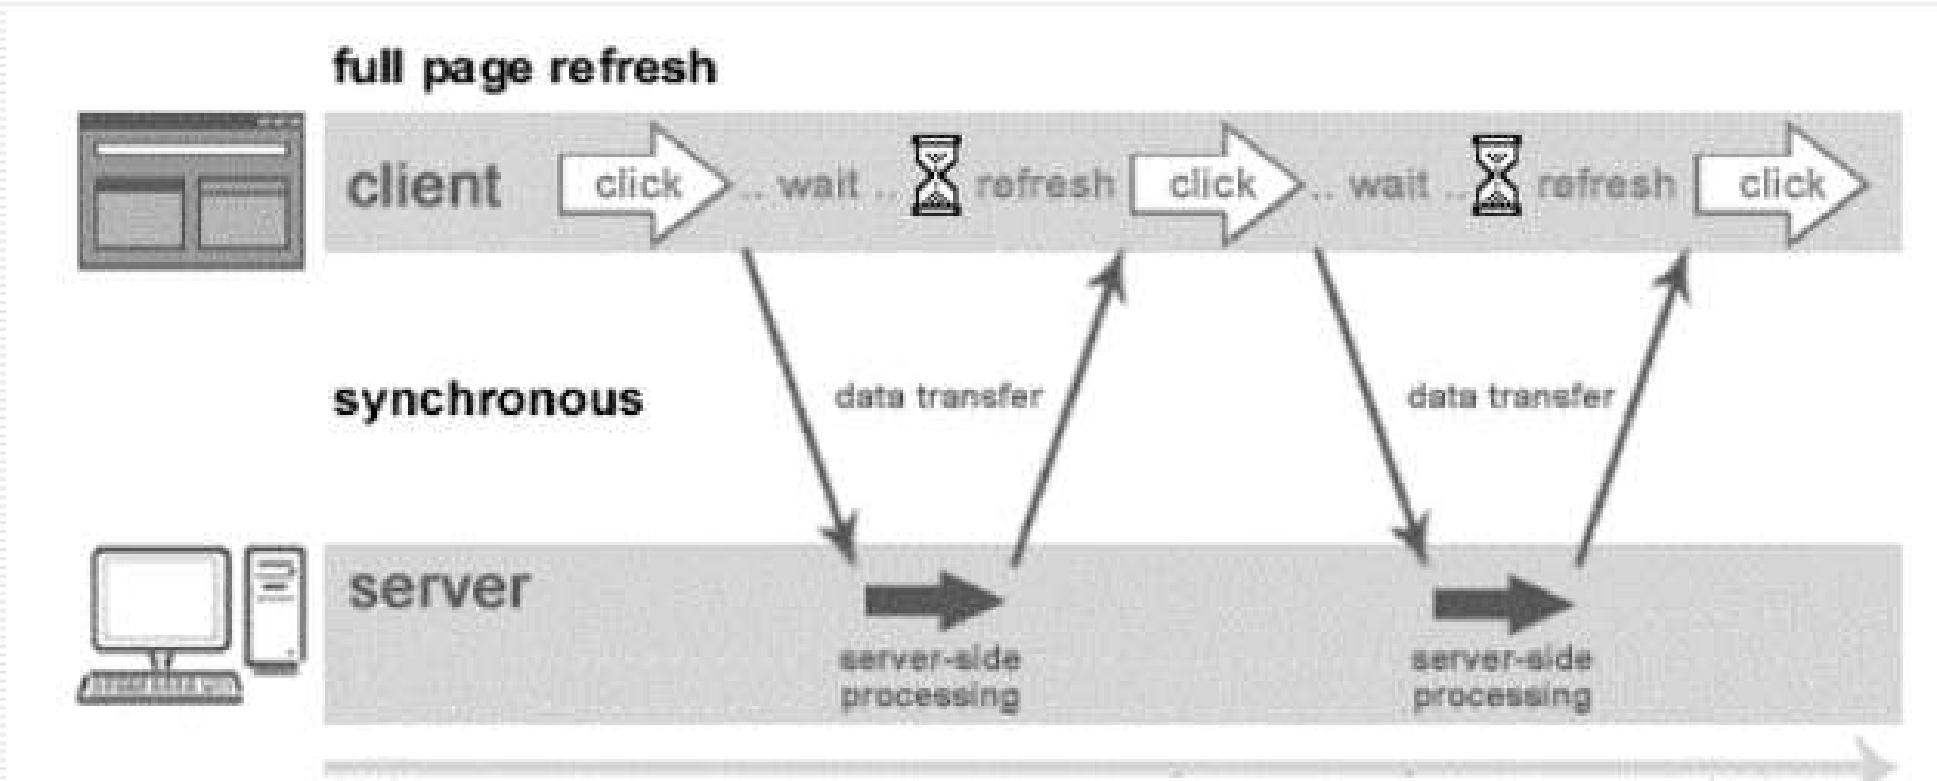 full page refresh
client click .. wait .. refresh click .. wait .. refresh click
synchronous
data transfer data transfer
server
server-side server-side
processing processing